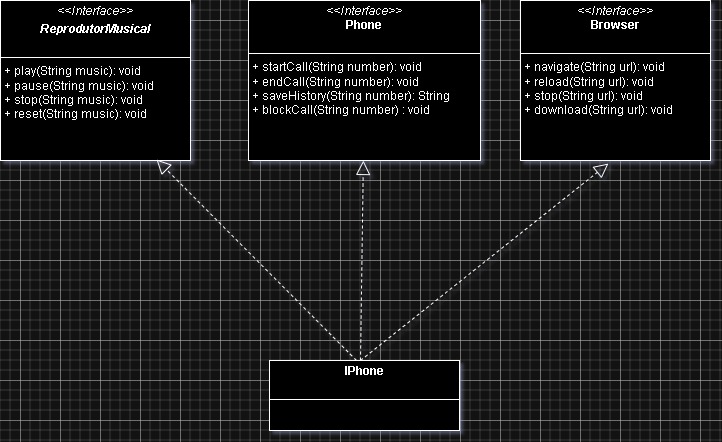 <<Interface>>
ReprodutorMusical
+ play(String music): void
+ pause(String music): void
+ stop(String music): void
+ reset(String music): void
<<Interface>>
Phone
+ startCall(String number): void
+ endCall(String number): void
+ saveHistory(String number): String
+ blockCall(String number) : void
<<Interface>>
Browser
+ navigate(String url): void
+ reload(String url): void
+ stop(String url): void
+ download(String url): void
IPhone